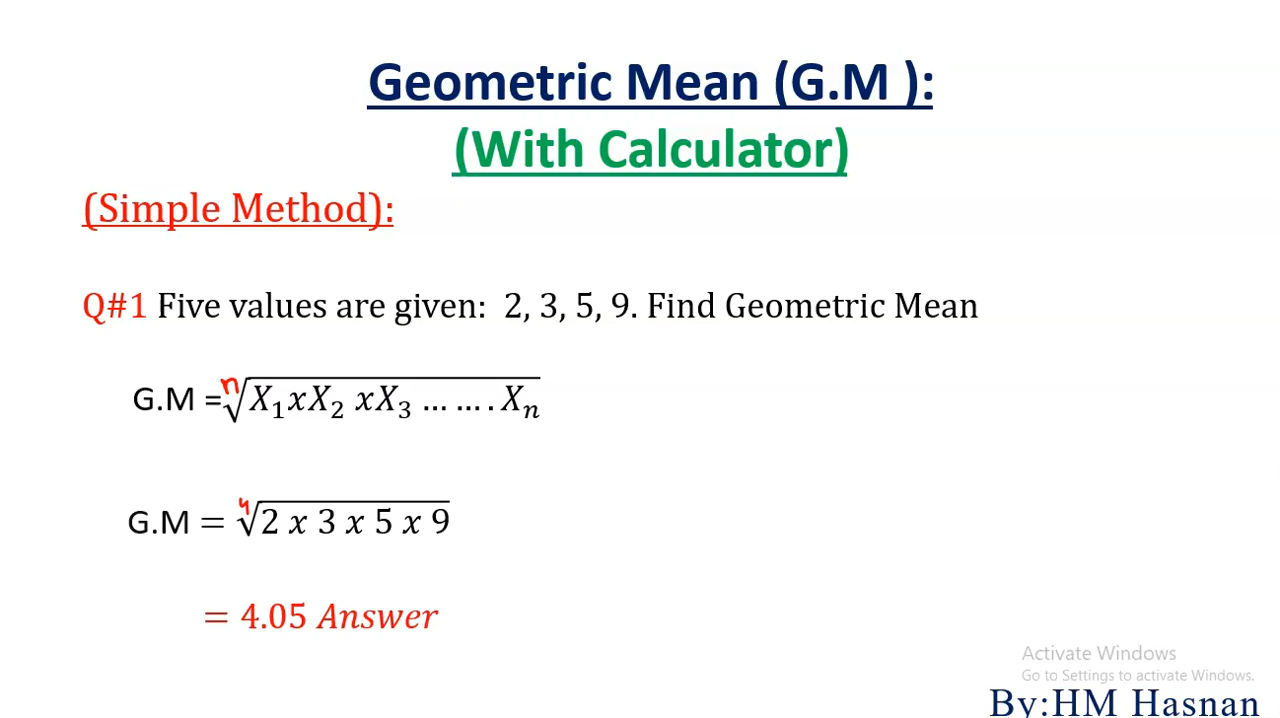 Geometric Mean (G.M ):
(With Calculator)
(Simple Method):
Q#1 Five values are given:  2, 3, 5, 9. Find Geometric Mean
G.M =ⁿ√X₁xX₂ xX₃ … … . Xₙ
G.M = ⁴√2 x 3 x 5 x 9
= 4.05 Answer
Activate Windows
Go to Settings to activate Windows.
By:HM Hasnan